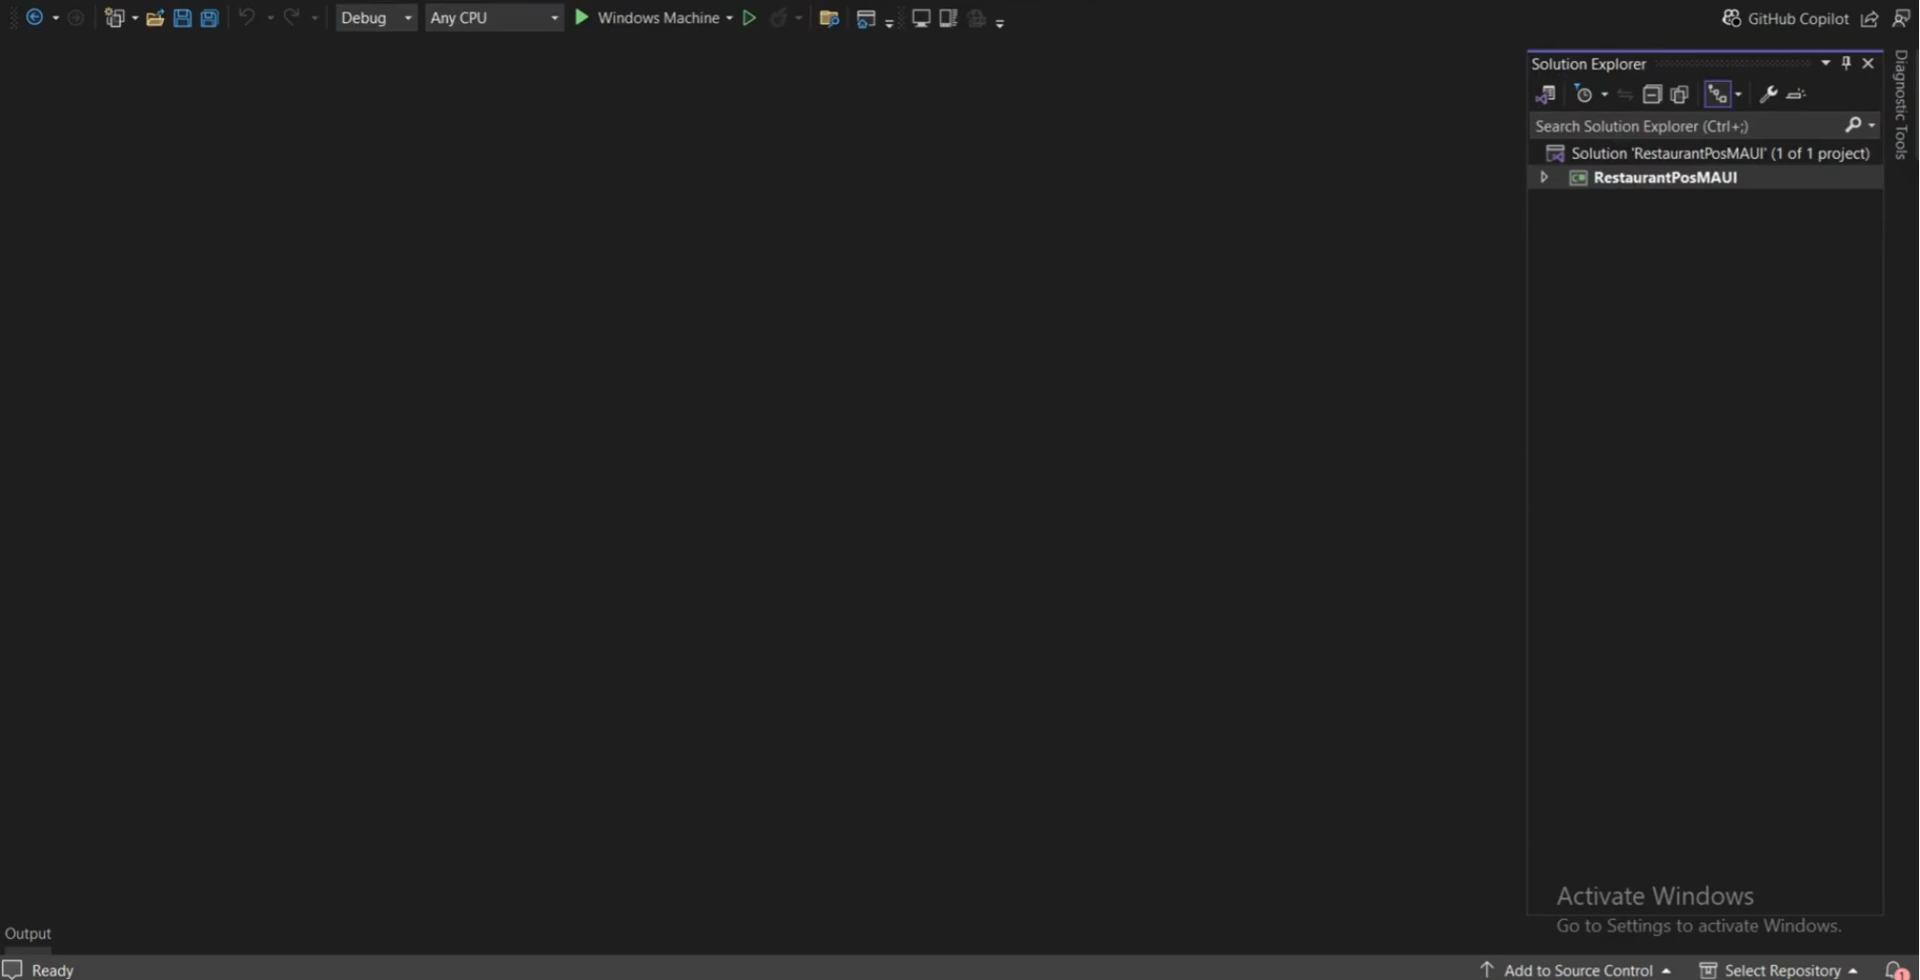 Debug
Any CPU
Windows Machine
GitHub Copilot
Solution Explorer
Diagnostic Tools
Search Solution Explorer (Ctrl+;)
Solution 'RestaurantPosMAUI' (1 of 1 project)
C#
RestaurantPosMAUI
Activate Windows
Go to Settings to activate Windows.
Output
Ready
Add to Source Control
Select Repository
1